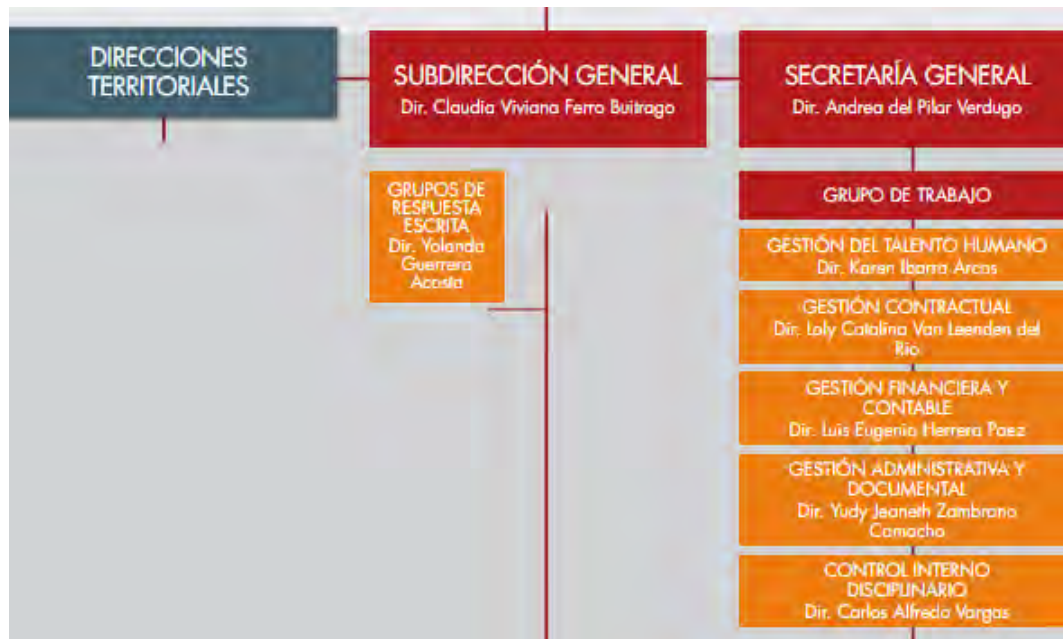 DIRECCIONES
TERRITORIALES
SUBDIRECCIÓN GENERAL
Dir. Claudia Viviana Ferro Buitrago
SECRETARÍA GENERAL
Dir. Andrea del Pilar Verdugo
GRUPOS DE
RESPUESTA
ESCRITA
Dir. Yolanda
Guerrera
Acosta
GRUPO DE TRABAJO
GESTIÓN DEL TALENTO HUMANO
Dir. Karen Ibarra Arcos
GESTIÓN CONTRACTUAL
Dir. Loly Catalina Van Leenden del
Río
GESTIÓN FINANCIERA Y
CONTABLE
Dir. Luis Eugenio Herrera Paez
GESTIÓN ADMINISTRATIVA Y
DOCUMENTAL
Dir. Yudy Jeaneth Zambrano
Camacho
CONTROL INTERNO
DISCIPLINARIO
Dir. Carlos Alfredo Vargas